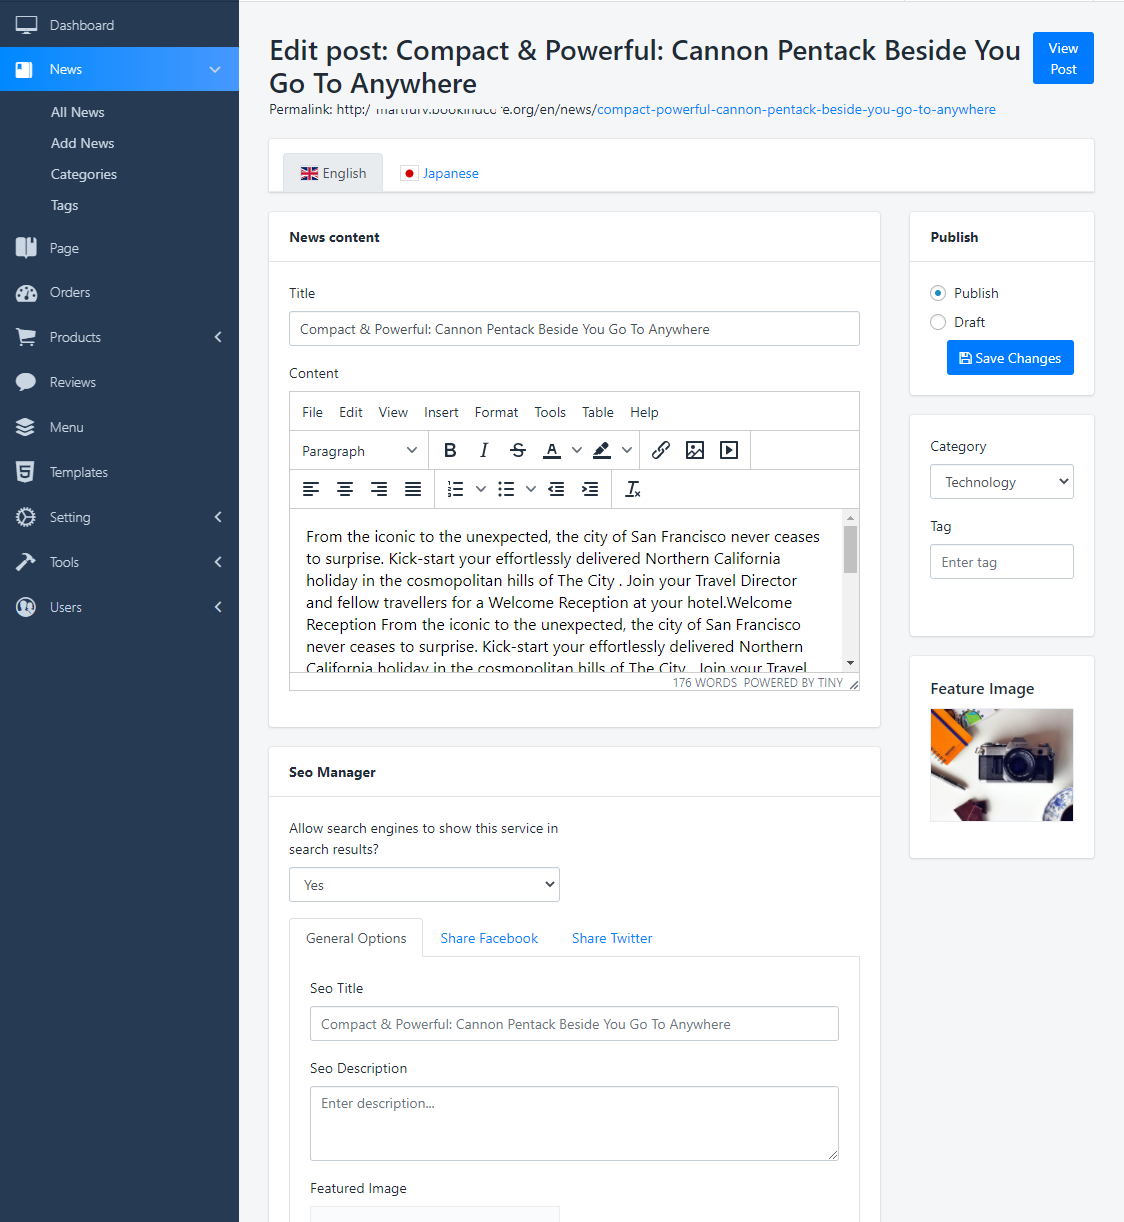 Dashboard
News
All News
Add News
Categories
Tags
Page
Orders
Products
Reviews
Menu
Templates
Setting
Tools
Users
Edit post: Compact & Powerful: Cannon Pentack Beside You
Go To Anywhere
View
Post
Permalink: http:/ e.org/en/news/compact-powerful-cannon-pentack-beside-you-go-to-anywhere
English
Japanese
News content
Title
Compact & Powerful: Cannon Pentack Beside You Go To Anywhere
Content
File Edit View Insert Format Tools Table Help
Paragraph
From the iconic to the unexpected, the city of San Francisco never ceases
to surprise. Kick-start your effortlessly delivered Northern California
holiday in the cosmopolitan hills of The City . Join your Travel Director
and fellow travellers for a Welcome Reception at your hotel.Welcome
Reception From the iconic to the unexpected, the city of San Francisco
never ceases to surprise. Kick-start your effortlessly delivered Northern
California holiday in the cosmopolitan hills of The City . Join your Travel
176 WORDS POWERED BY TINY
Publish
Publish
Draft
Save Changes
Category
Technology
Tag
Enter tag
Feature Image
Seo Manager
Allow search engines to show this service in
search results?
Yes
General Options
Share Facebook
Share Twitter
Seo Title
Compact & Powerful: Cannon Pentack Beside You Go To Anywhere
Seo Description
Enter description...
Featured Image